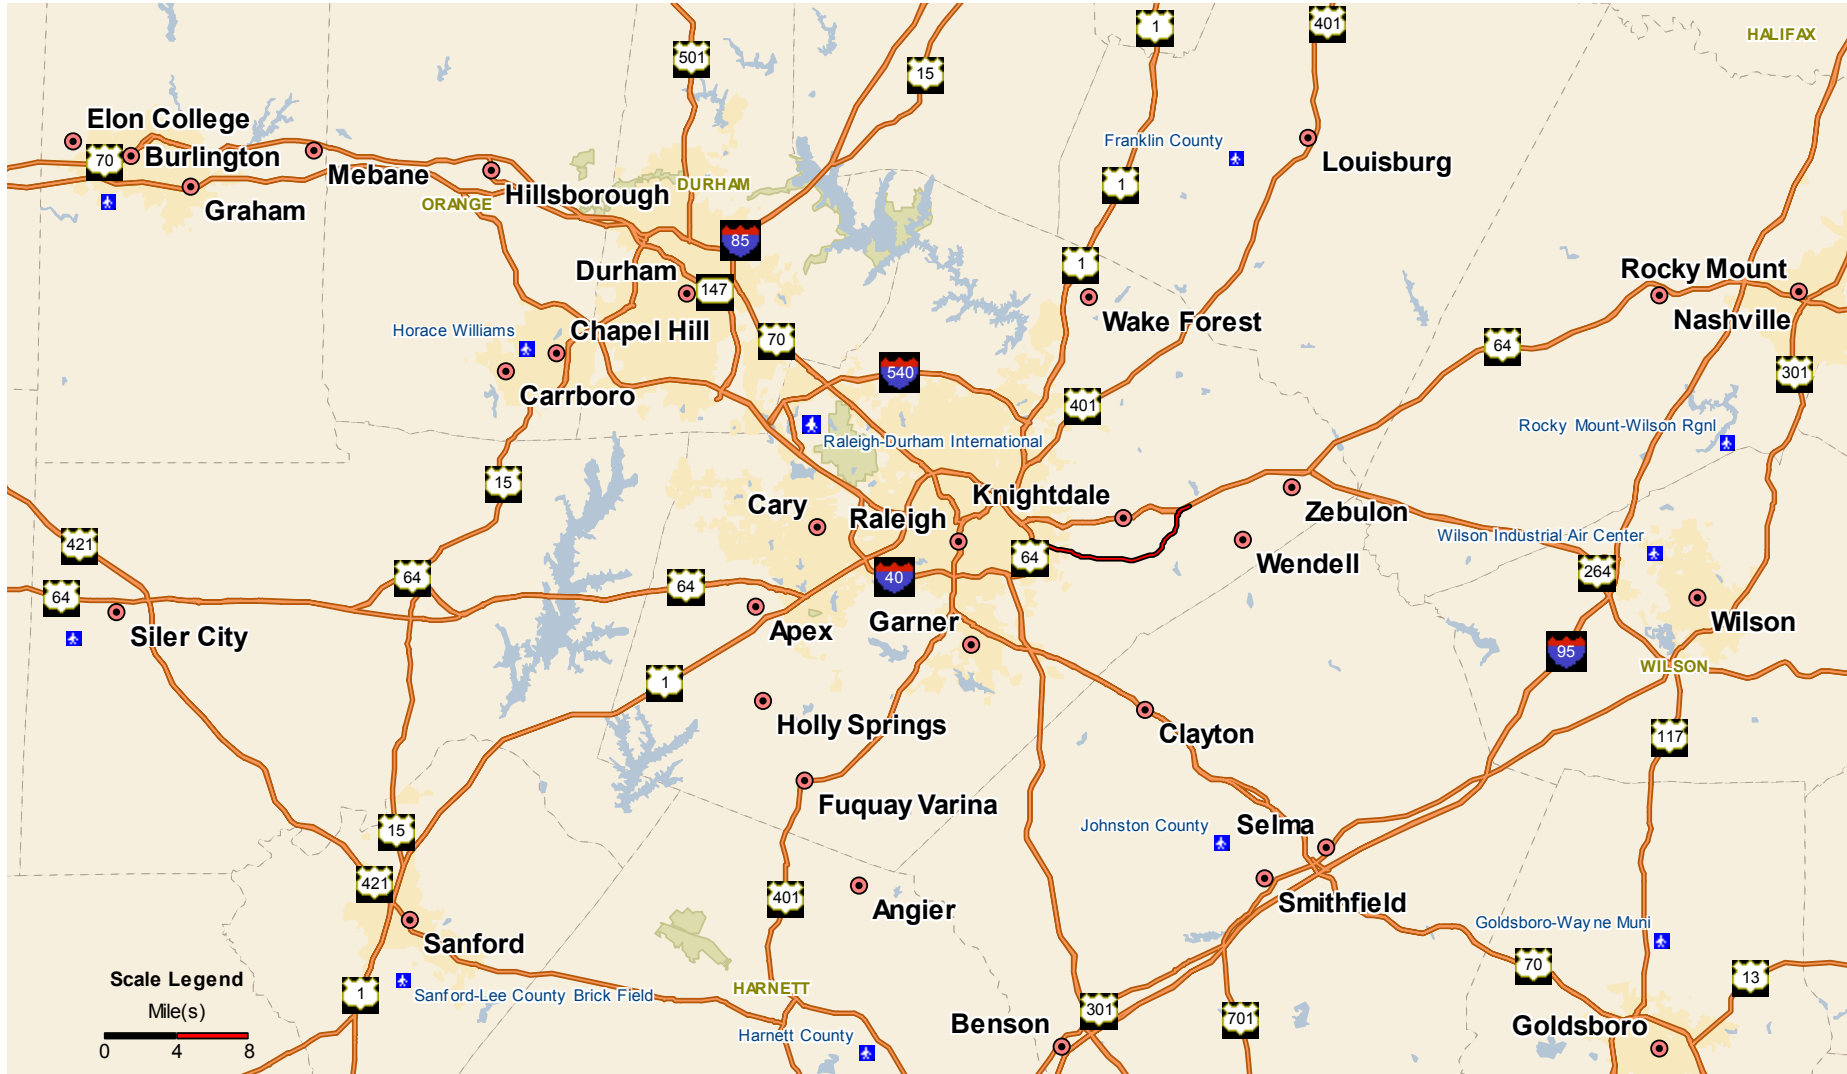 401
1
HALIFAX
501
15
Elon College
Franklin County
70
Burlington
Louisburg
Mebane
DURHAM
1
Hillsborough
ORANGE
Graham
85
1
Rocky Mount
Durham
147
Wake Forest
Nashville
Horace Williams
Chapel Hill
70
64
540
301
Carrboro
401
Rocky Mount-Wilson Rgnl
Raleigh-Durham International
15
Knightdale
Cary
Raleigh
Zebulon
421
Wilson Industrial Air Center
64
Wendell
264
64
40
64
64
Siler City
Apex
Garner
Wilson
95
WILSON
1
Holly Springs
Clayton
117
Fuquay Varina
15
Johnston County
Selma
421
401
Angier
Smithfield
Goldsboro-Wayne Muni
Sanford
70
13
Scale Legend
HARNETT
1
Sanford-Lee County Brick Field
Mile(s)
301
701
Benson
Goldsboro
Harnett County
0 4 8